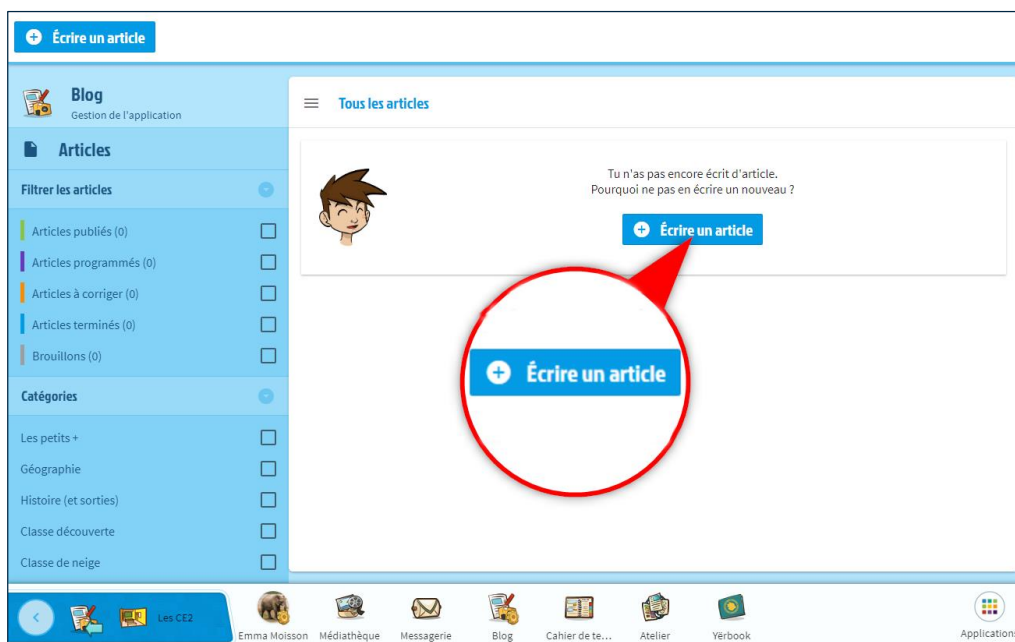 Écrire un article
Blog
Gestion de l'application
Articles
Filtrer les articles
Articles publiés (0)
Articles programmés (0)
Articles à corriger (0)
Articles terminés (0)
Brouillons (0)
Catégories
Les petits +
Géographie
Histoire (et sorties)
Classe découverte
Classe de neige
Tous les articles
Tu n'as pas encore écrit d'article.
Pourquoi ne pas en écrire un nouveau ?
Écrire un article
Écrire un article
Les CE2
Emma Moisson
Médiathèque
Messagerie
Blog
Cahier de te...
Atelier
Yërbook
Application